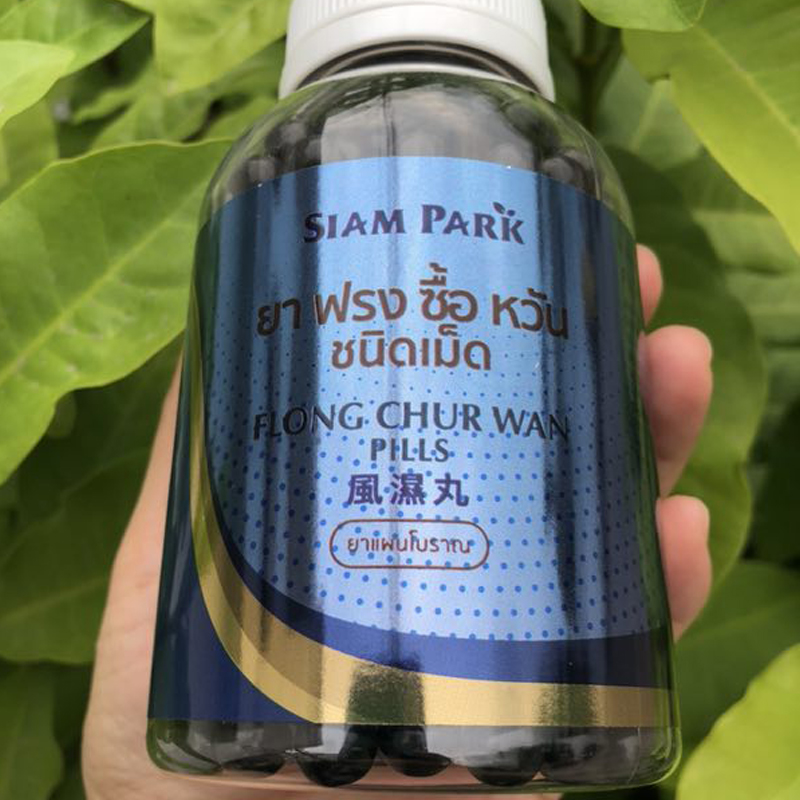 SIAM PARK
ยา ฟรง ซื้อ หวัน
ชนิดเม็ด
FLONG CHUR WAN
PILLS
風濕丸
ยาแผนโบราณ